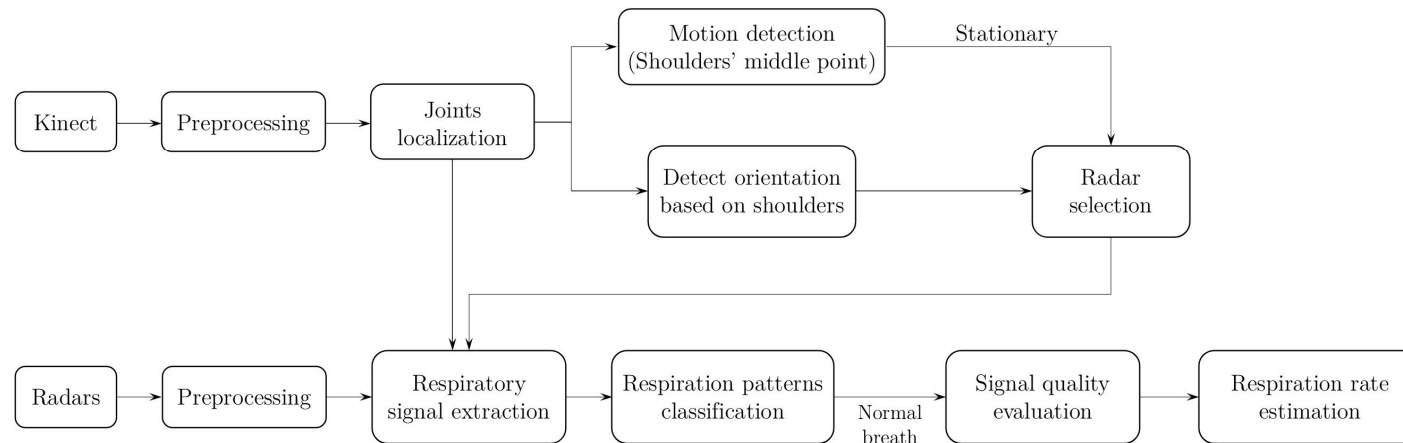 Motion detection
(Shoulders' middle point)
Stationary
Kinect
Preprocessing
Joints
localization
Detect orientation
based on shoulders
Radar
selection
Radars
Preprocessing
Respiratory
signal extraction
Respiration patterns
classification
Normal
breath
Signal quality
evaluation
Respiration rate
estimation